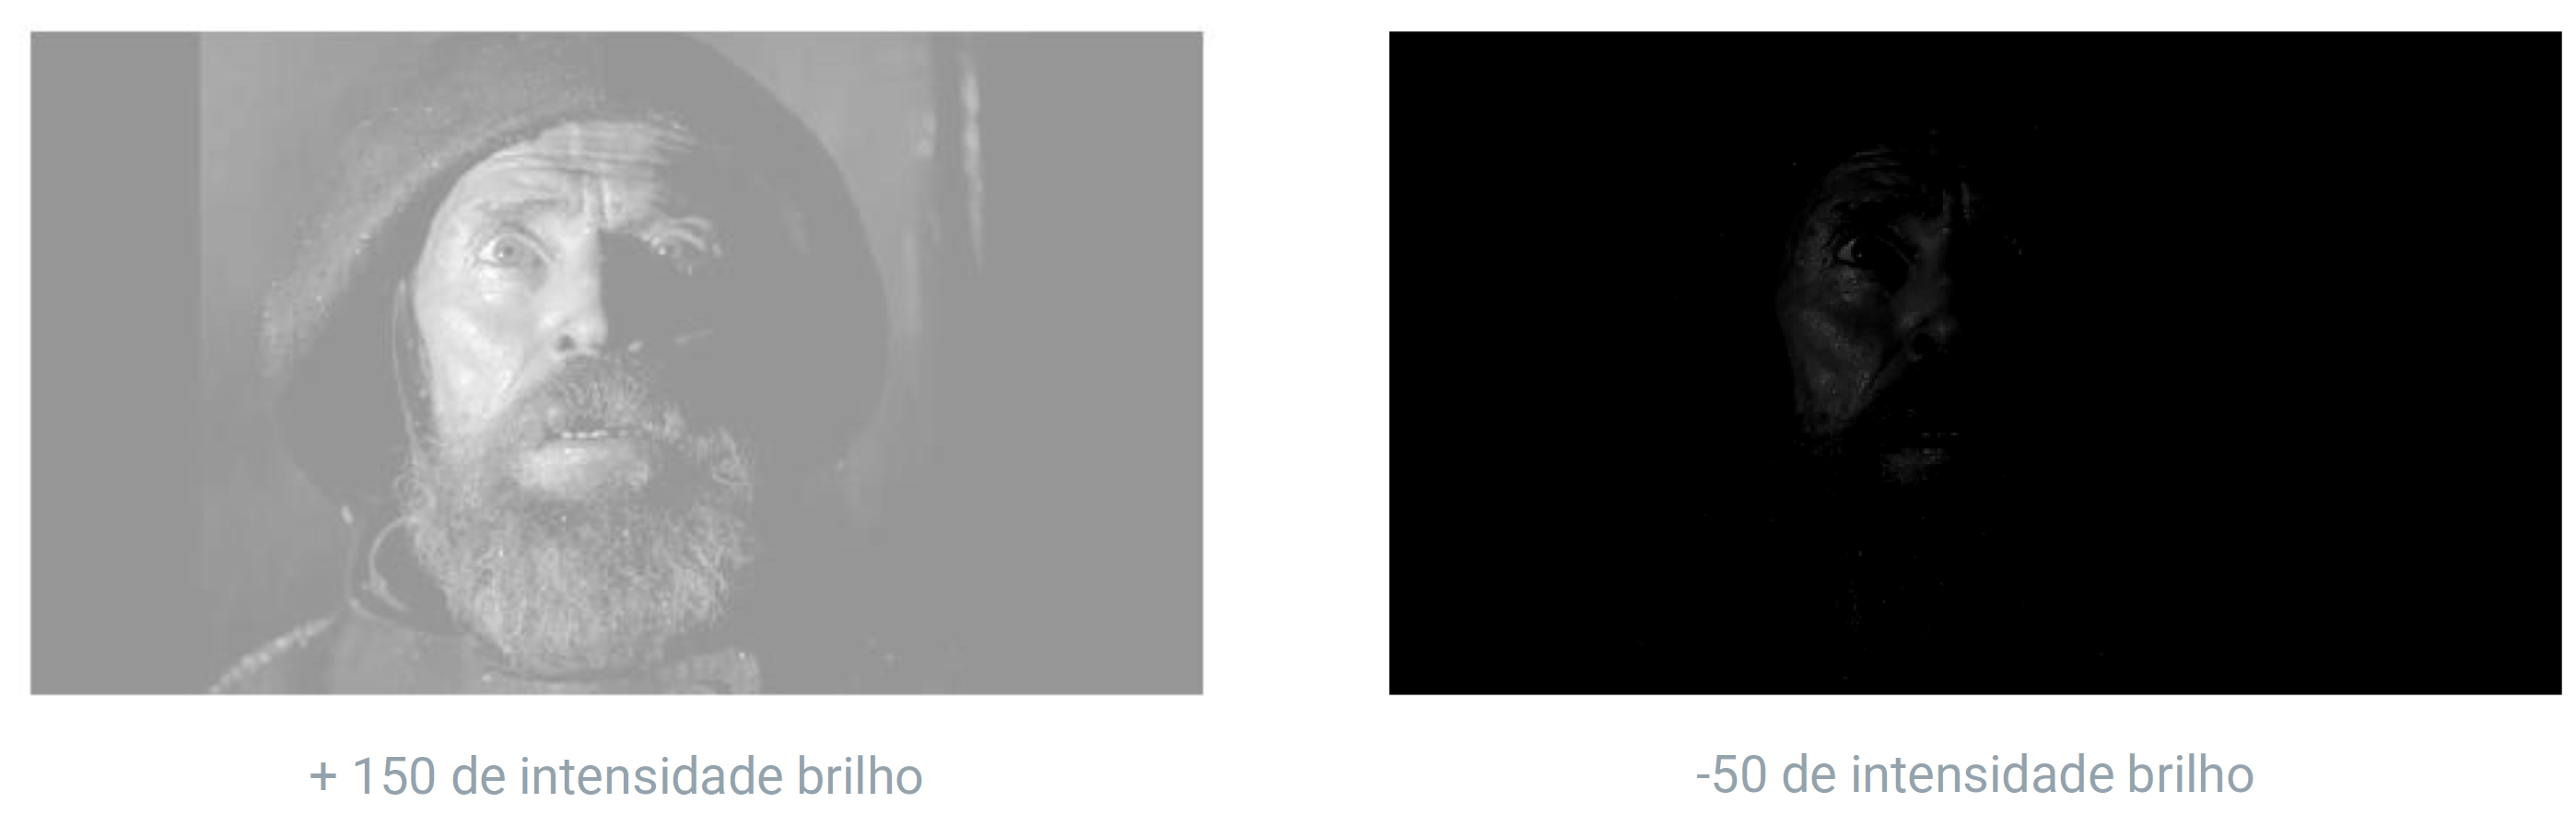 + 150 de intensidade brilho
-50 de intensidade brilho